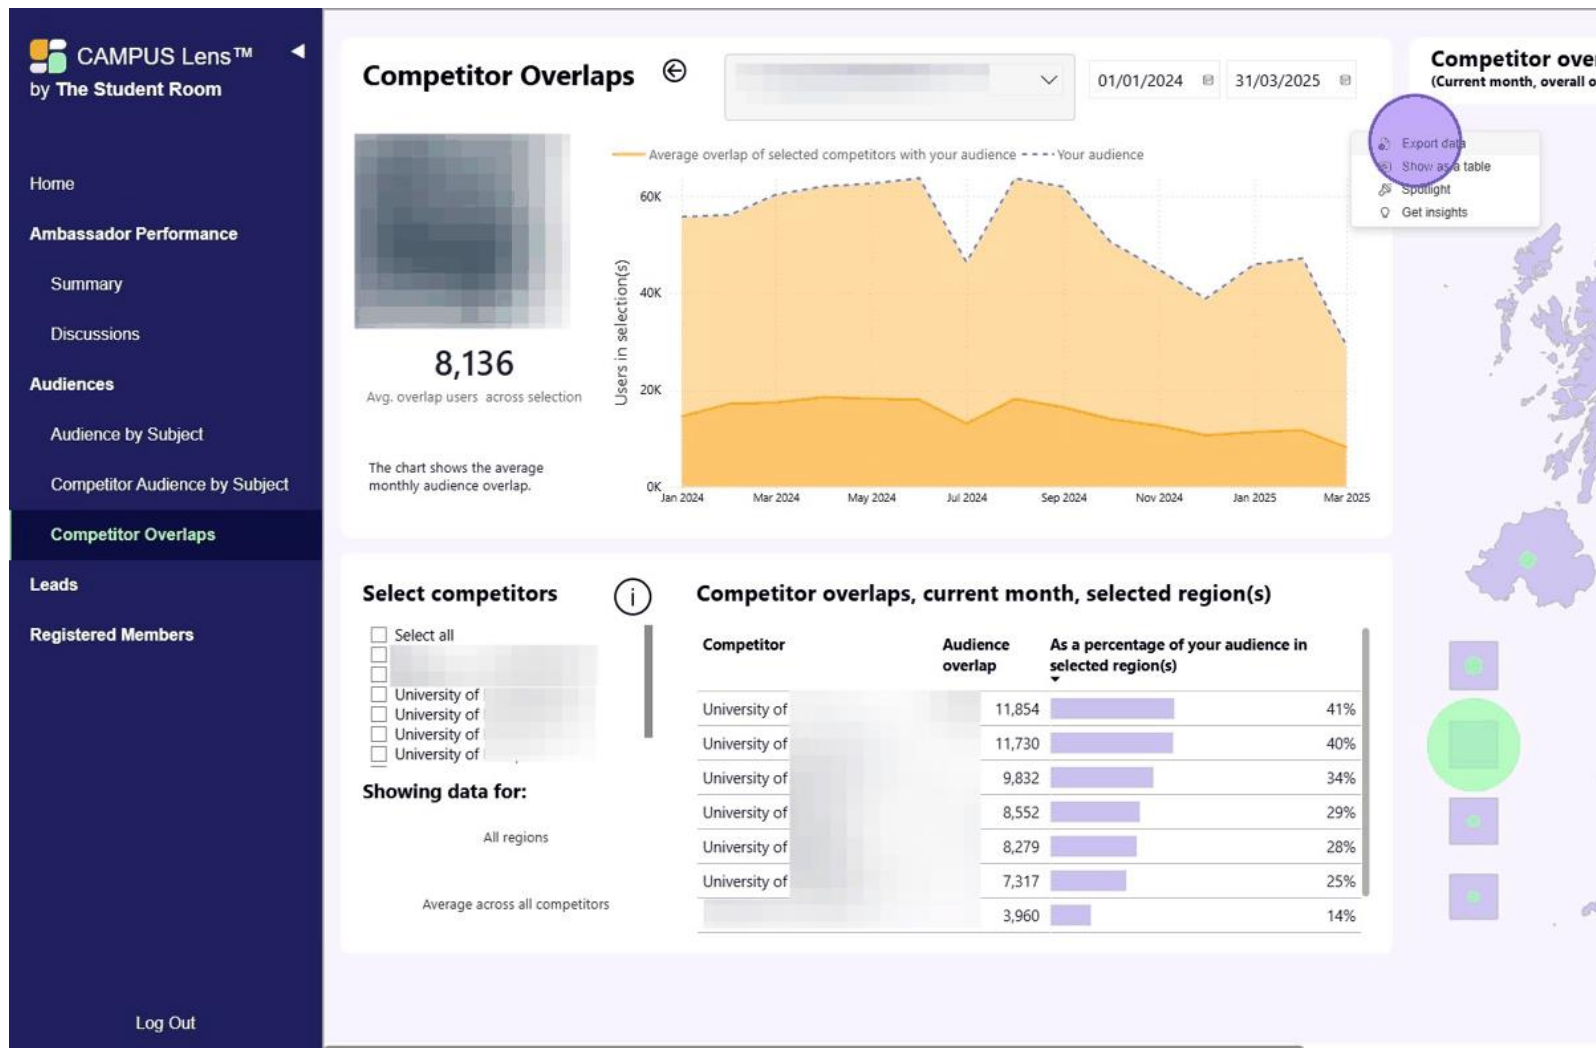 CAMPUS Lens™
by The Student Room
Home
Ambassador Performance
Summary
Discussions
Audiences
Audience by Subject
Competitor Audience by Subject
Competitor Overlaps
Leads
Registered Members
Log Out
Competitor Overlaps
01/01/2024
31/03/2025
8,136
Avg. overlap users across selection
The chart shows the average
monthly audience overlap.
Average overlap of selected competitors with your audience
Your audience
Users in selection(s)
60K
40K
20K
0K
Jan 2024
Mar 2024
May 2024
Jul 2024
Sep 2024
Nov 2024
Jan 2025
Mar 2025
Export data
Show as a table
Spotlight
Get insights
Competitor over
(Current month, overall o
Select competitors
i
Select all
University of
University of
University of
University of
Showing data for:
All regions
Average across all competitors
Competitor overlaps, current month, selected region(s)
Competitor
Audience
overlap
As a percentage of your audience in
selected region(s)
University of 11,854 41%
University of 11,730 40%
University of 9,832 34%
University of 8,552 29%
University of 8,279 28%
University of 7,317 25%
3,960 14%